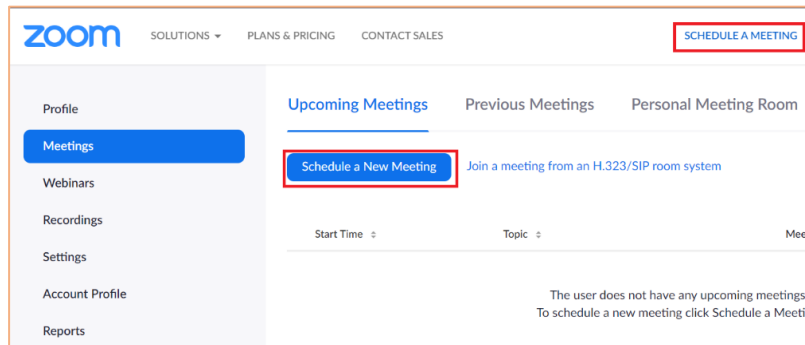 zoom SOLUTIONS PLANS & PRICING CONTACT SALES SCHEDULE A MEETING
Profile
Upcoming Meetings Previous Meetings Personal Meeting Room
Meetings
Schedule a New Meeting Join a meeting from an H.323/SIP room system
Webinars
Recordings
Start Time Topic
Settings
Account Profile
The user does not have any upcoming meetings
To schedule a new meeting click Schedule a
Reports